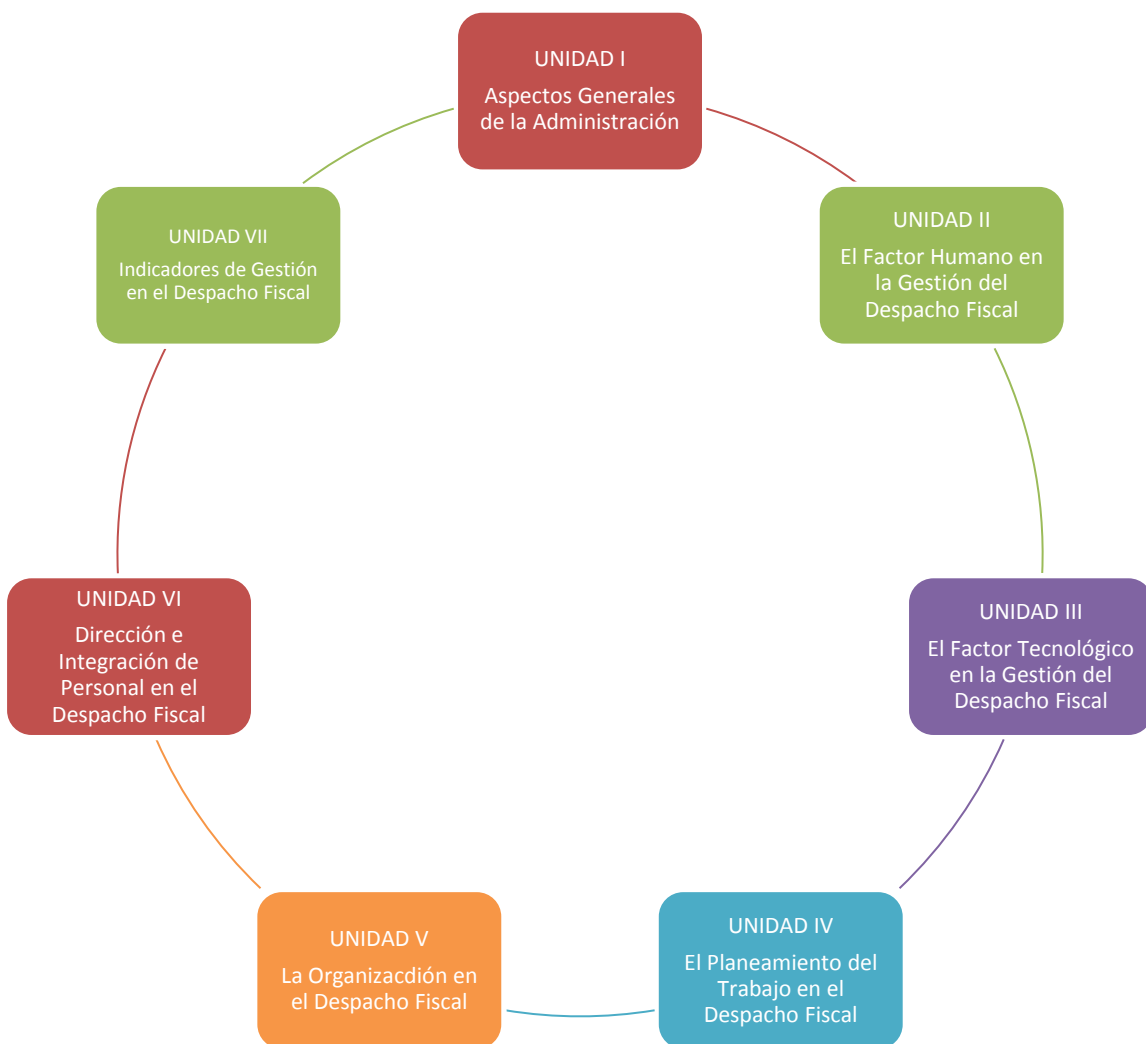 UNIDAD I
Aspectos Generales
de la Administración
UNIDAD II
El Factor Humano en
la Gestión del
Despacho Fiscal
UNIDAD III
El Factor Tecnológico
en la Gestión del
Despacho Fiscal
UNIDAD IV
El Planeamiento del
Trabajo en el
Despacho Fiscal
UNIDAD V
La Organizacdión en
el Despacho Fiscal
UNIDAD VI
Dirección e
Integración de
Personal en el
Despacho Fiscal
UNIDAD VII
Indicadores de Gestión
en el Despacho Fiscal